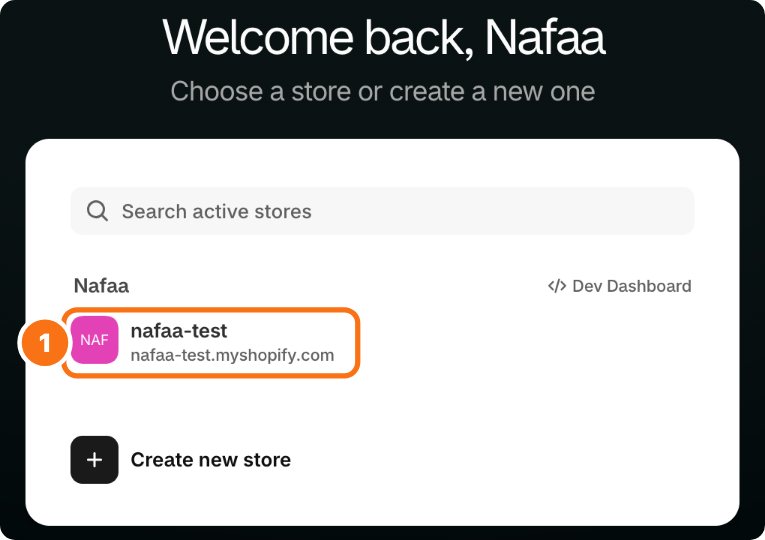 Welcome back, Nafaa
Choose a store or create a new one
Search active stores
Nafaa
</> Dev Dashboard
1
NAF
nafaa-test
nafaa-test.myshopify.com
+
Create new store